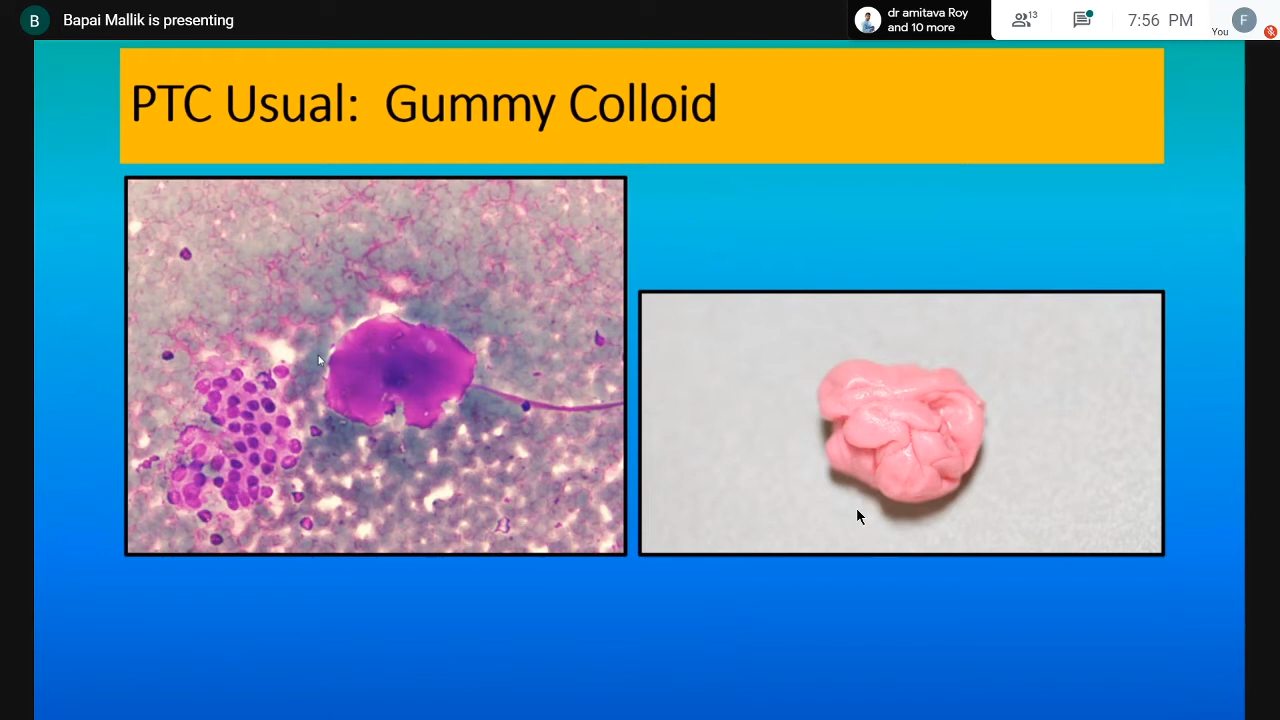 B Bapai Mallik is presenting
dr amitava Roy
and 10 more
13
7:56 PM
You
F
PTC Usual: Gummy Colloid